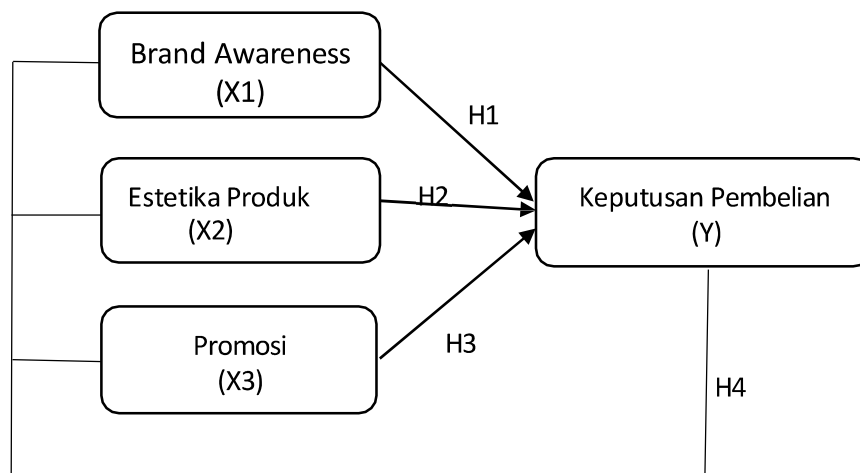 Brand Awareness
(X1)
H1
Estetika Produk
(X2)
H2
Keputusan Pembelian
(Y)
Promosi
(X3)
H3
H4